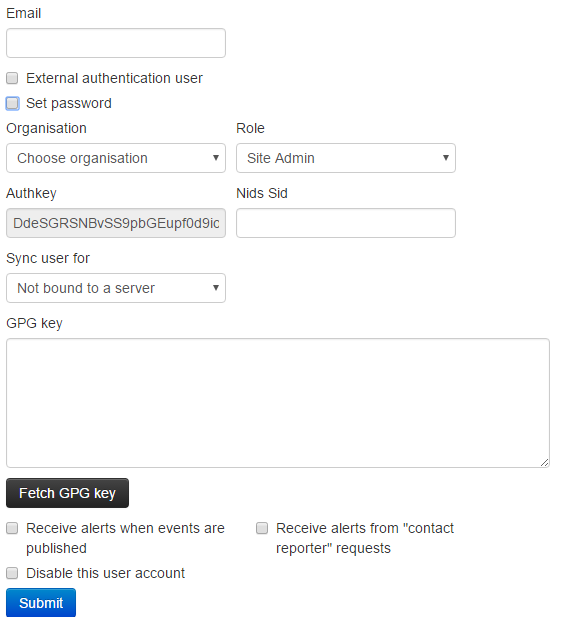 Email
External authentication user
Set password
Organisation Role
Choose organisation Site Admin
Authkey Nids Sid
DdeSGRSNBvSS9pbGEupf0d9ic
Sync user for
Not bound to a server
GPG key
Fetch GPG key
Receive alerts when events are
published
Receive alerts from "contact
reporter" requests
Disable this user account
Submit